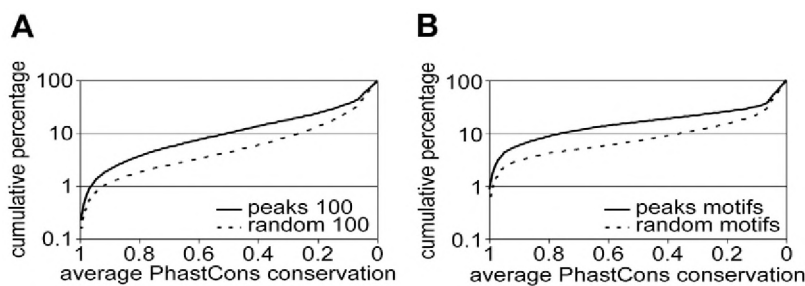 A
B
cumulative percentage
100
10
1
0.1
peaks 100
random 100
1 0.8 0.6 0.4 0.2 0
average PhastCons conservation
cumulative percentage
100
10
1
0.1
peaks motifs
random motifs
1 0.8 0.6 0.4 0.2 0
average PhastCons conservation